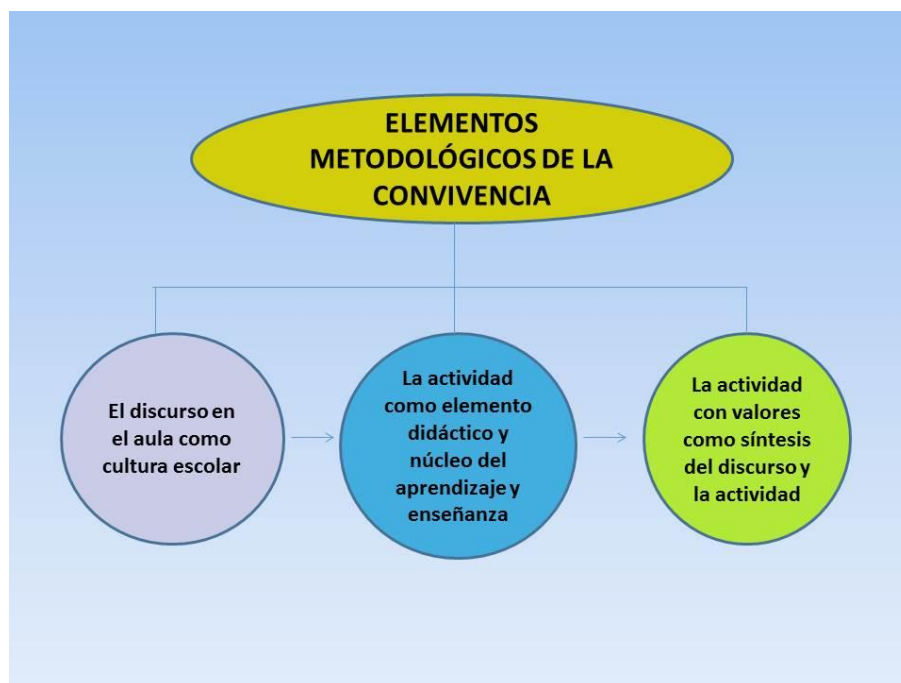 ELEMENTOS
METODOLÓGICOS DE LA
CONVIVENCIA
El discurso en
el aula como
cultura escolar
La actividad
como elemento
didáctico y
núcleo del
aprendizaje y
enseñanza
La actividad
con valores
como síntesis
del discurso y
la actividad